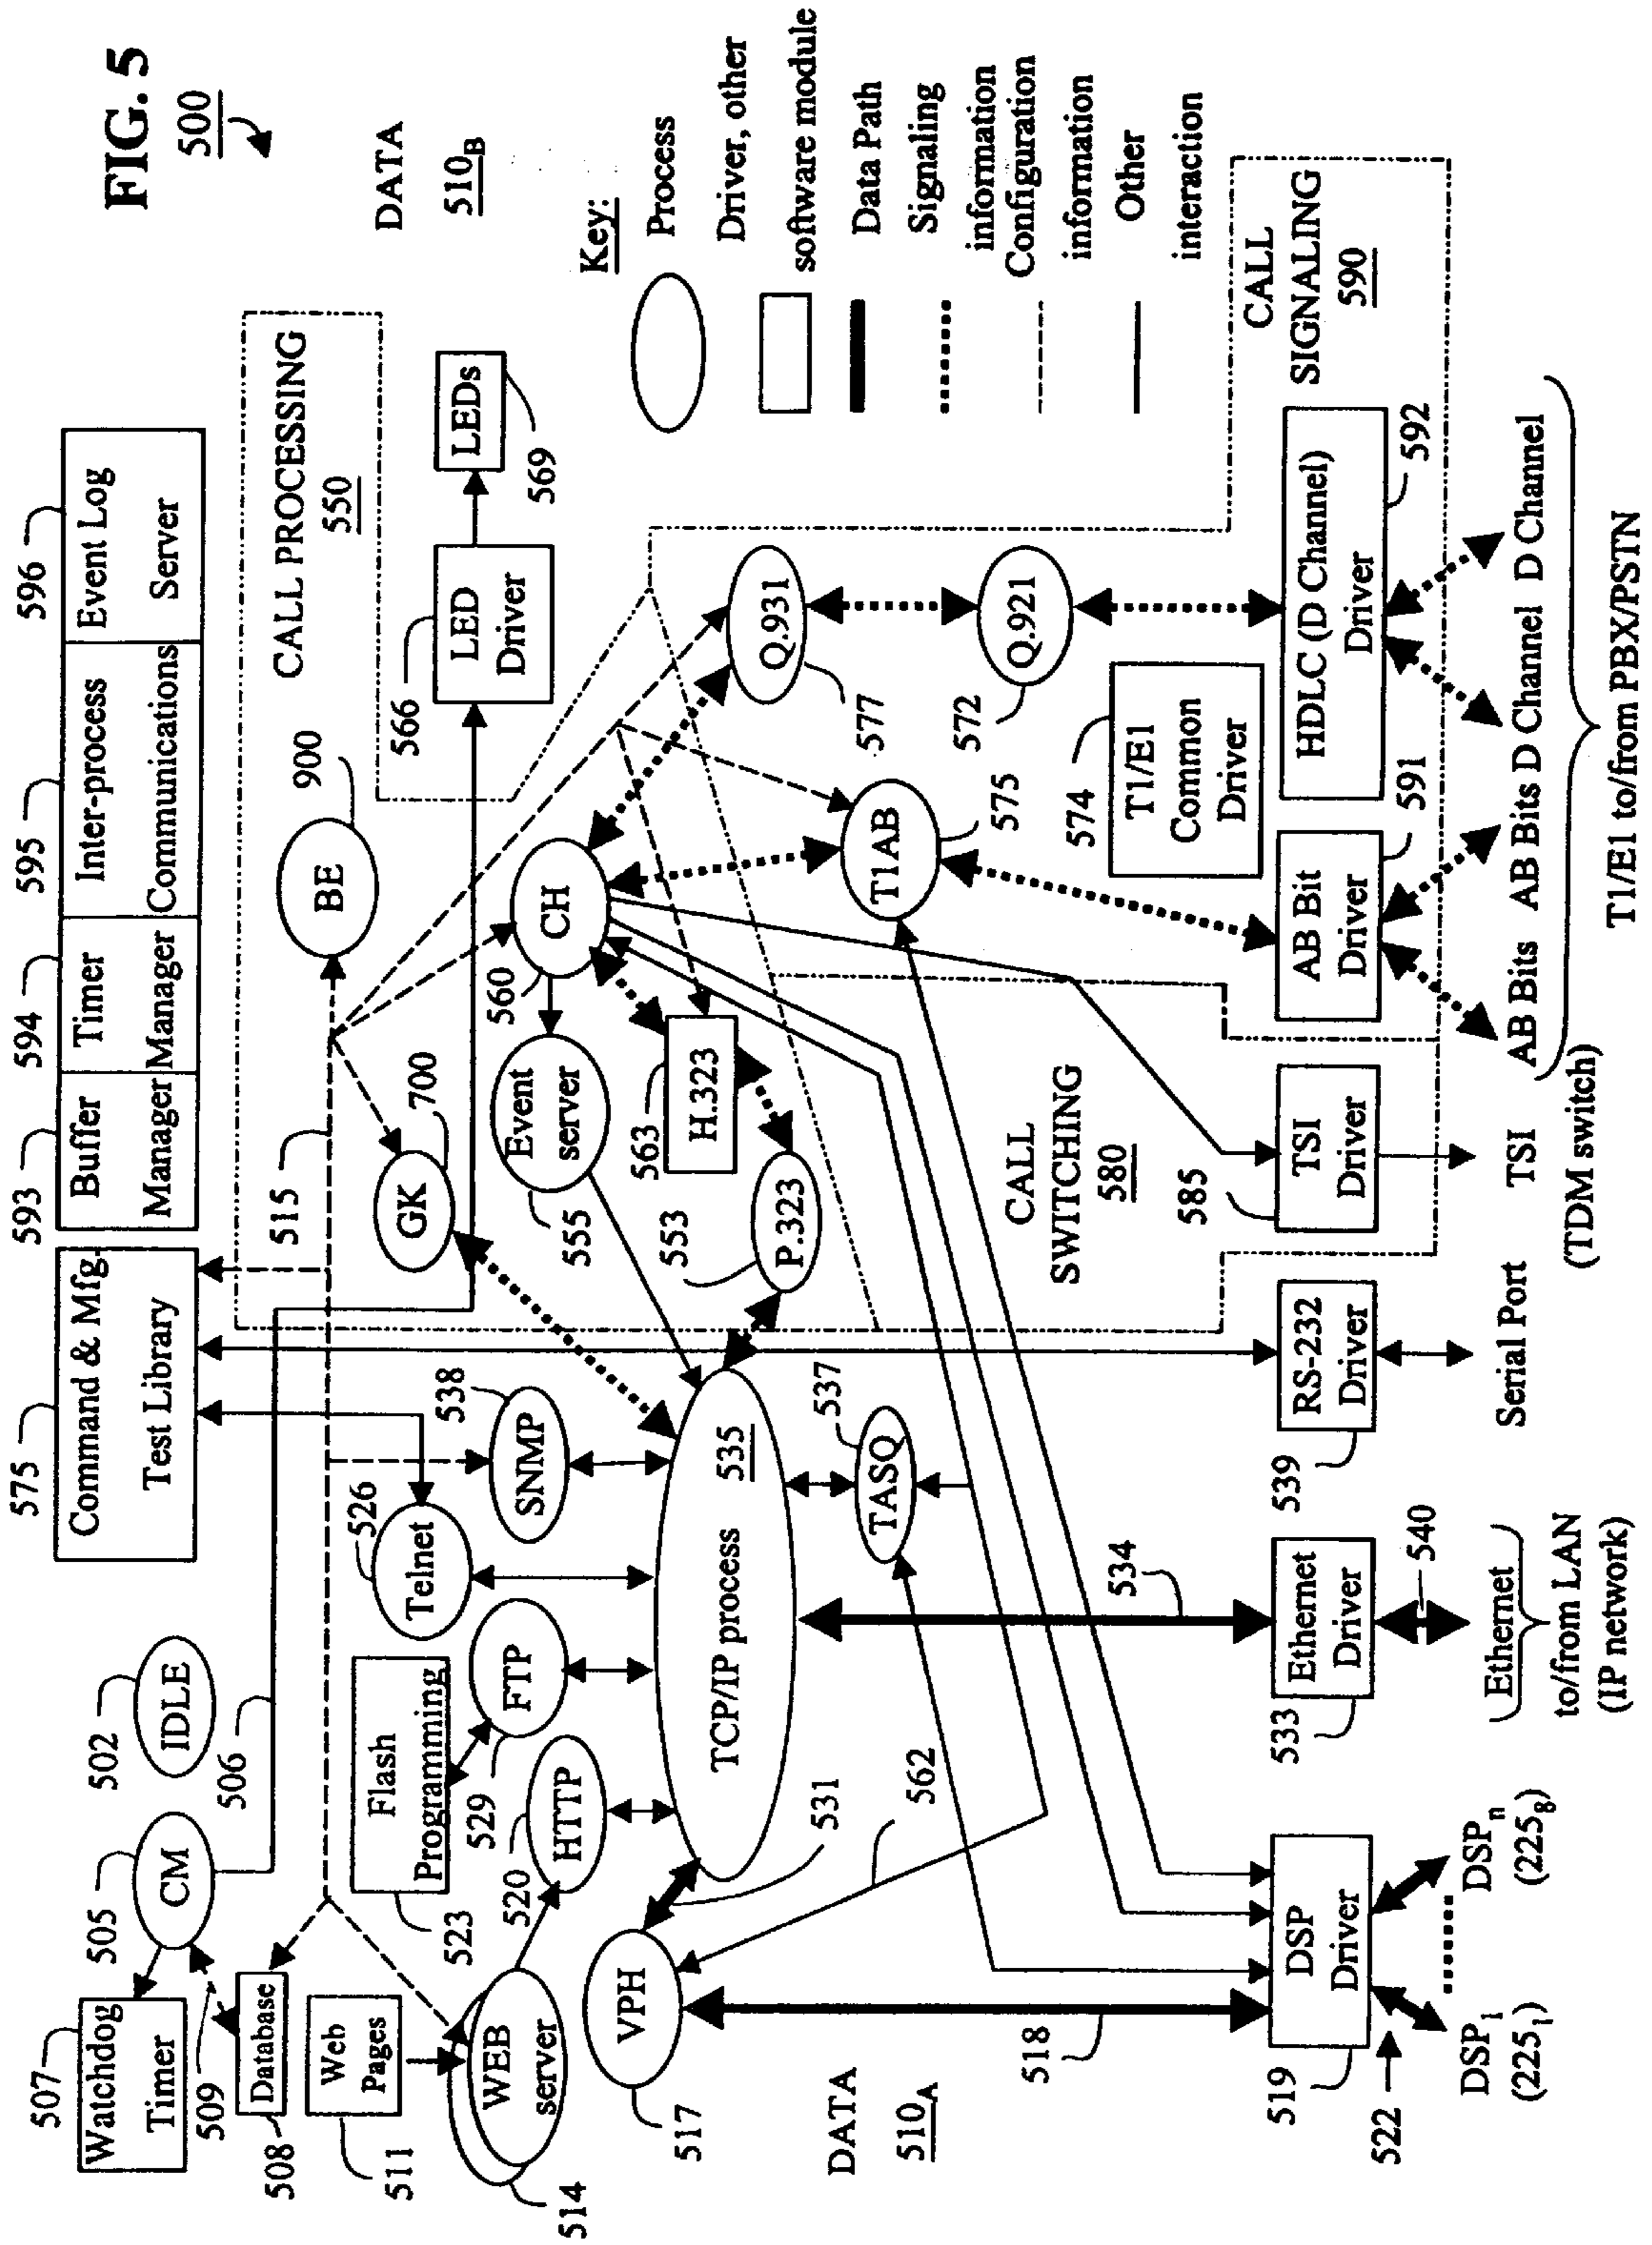 FIG. 5
500
507
Watchdog
Timer
505
CM
502
IDLE
506
509
508
Database
511
Web
Pages
514
WEB
server
575
Command & Mfg.
Test Library
593
Buffer
Manager
594
Timer
Manager
595
Inter-process
Communications
596
Event Log
Server
515
CALL PROCESSING
550
BE
900
GK
700
523
Flash
Programming
526
Telnet
529
FTP
520
HTTP
538
SNMP
566
LED
Driver
LEDs
569
DATA
510B
560
CH
555
Event
server
563
H.323
553
P.323
517
VPH
531
TCP/IP process
535
537
TASQ
562
534
518
Q.931
577
Q.921
572
T1AB
575
574
T1/E1
Common
Driver
CALL
SWITCHING
580
CALL
SIGNALING
590
Key:
Process
Driver, other
software module
Data Path
Signaling
information
Configuration
information
Other
interaction
DATA
510A
519
DSP
Driver
522
DSP1
(2251)
DSPn
(2258)
533
Ethernet
Driver
540
Ethernet
to/from LAN
(IP network)
539
RS-232
Driver
Serial Port
585
TSI
Driver
TSI
(TDM switch)
AB Bit
Driver
591
HDLC (D Channel)
Driver
592
AB Bits
AB Bits
D Channel
D Channel
T1/E1 to/from PBX/PSTN